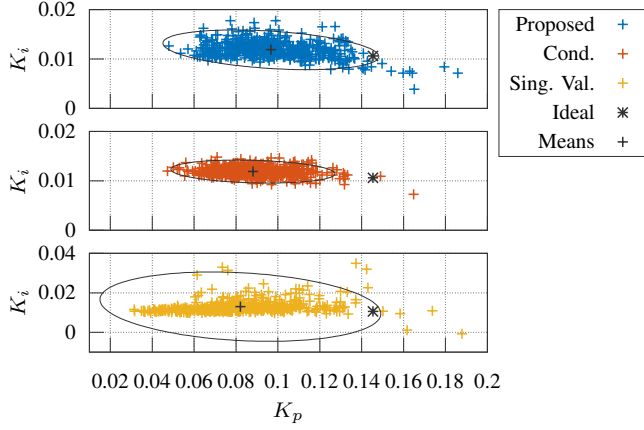 0.02
0.01
0
K_i
Proposed
Cond.
Sing. Val.
Ideal
Means
0.02
0.01
0
K_i
0.04
0.02
0
K_i
0.02 0.04 0.06 0.08 0.1 0.12 0.14 0.16 0.18 0.2
K_p